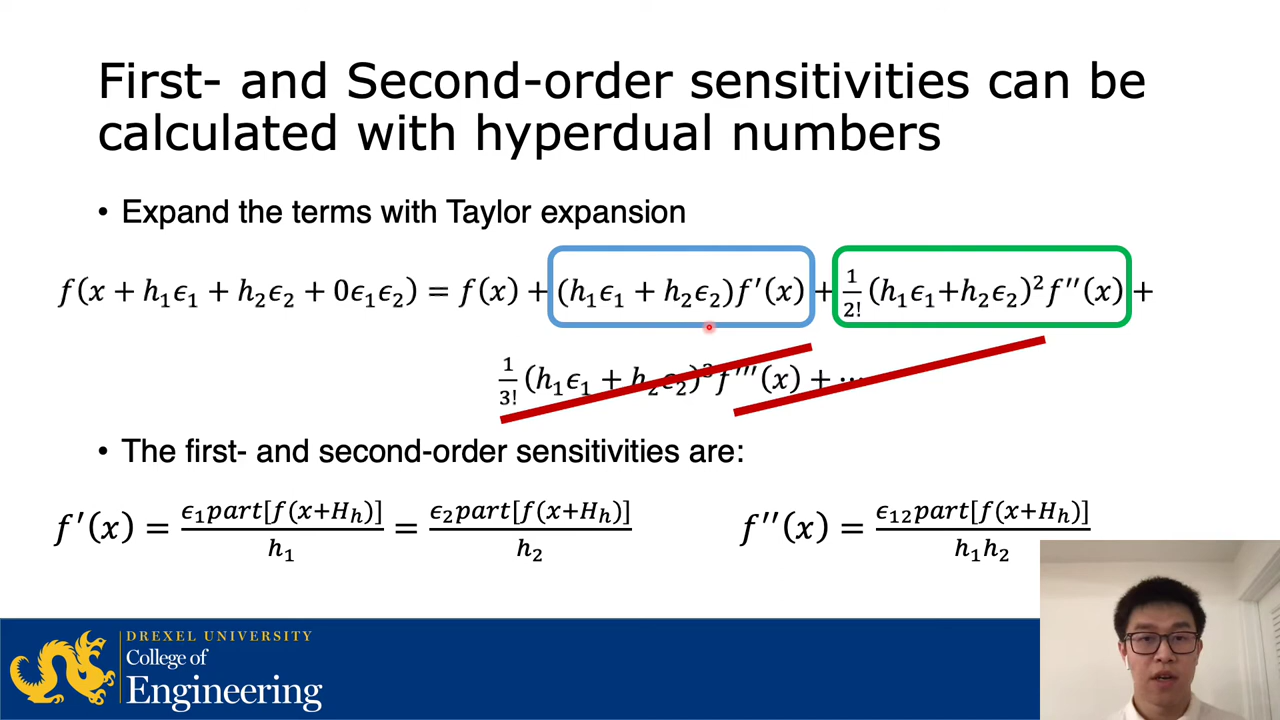 First- and Second-order sensitivities can be
calculated with hyperdual numbers
• Expand the terms with Taylor expansion
f(x + h₁ϵ₁ + h₂ϵ₂ + 0ϵ₁ϵ₂) = f(x) + (h₁ϵ₁ + h₂ϵ₂)f′(x) + 1/2! (h₁ϵ₁+h₂ϵ₂)²f′′(x) +
1/3! (h₁ϵ₁ + h₂ϵ₂)³f′′′(x) + ⋯
• The first- and second-order sensitivities are:
f′(x) = ϵ₁part[f(x+Hₕ)]/h₁ = ϵ₂part[f(x+Hₕ)]/h₂ f′′(x) = ϵ₁₂part[f(x+Hₕ)]/h₁h₂
DREXEL UNIVERSITY
College of
Engineering